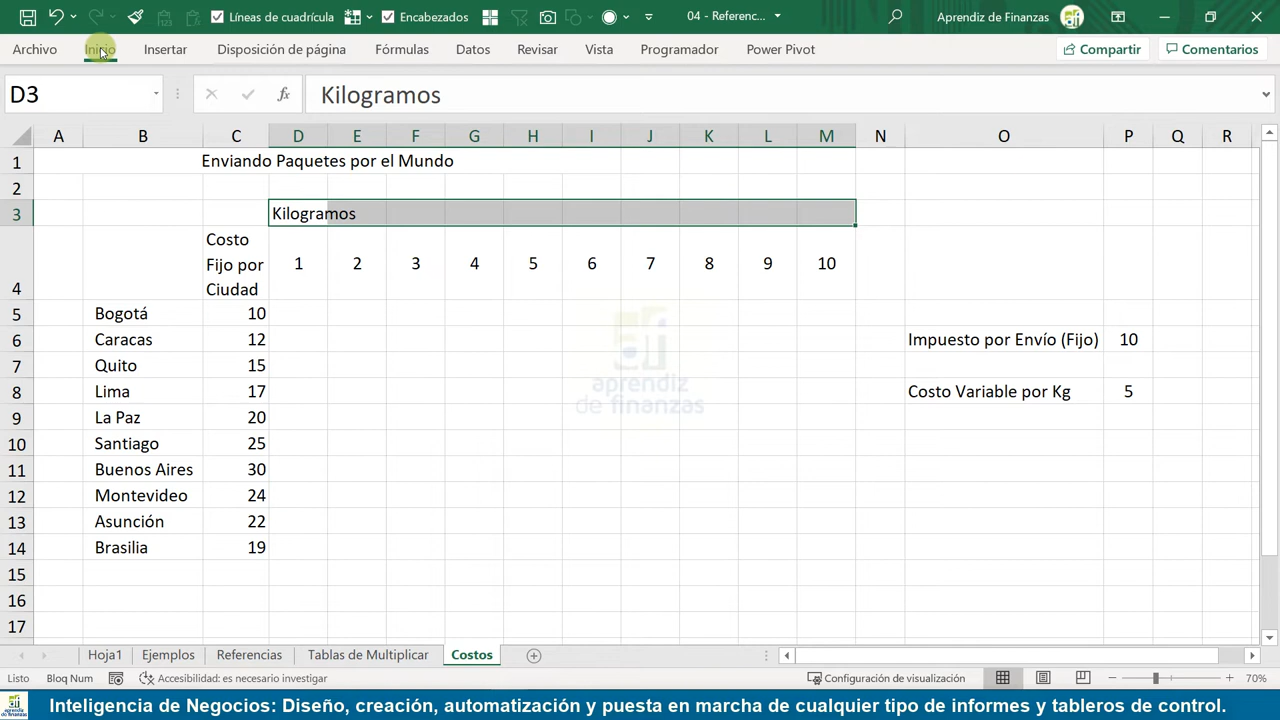 Líneas de cuadrícula
Encabezados
04 - Referenc...
Aprendiz de Finanzas
Archivo
Inicio
Insertar
Disposición de página
Fórmulas
Datos
Revisar
Vista
Programador
Power Pivot
Compartir
Comentarios
D3
fx
Kilogramos
A B C D E F G H I J K L M N O P Q R
1 Enviando Paquetes por el Mundo
2
3 Kilogramos
Costo
Fijo por
4 Ciudad 1 2 3 4 5 6 7 8 9 10
5 Bogotá 10
6 Caracas 12 Impuesto por Envío (Fijo) 10
7 Quito 15
8 Lima 17 Costo Variable por Kg 5
9 La Paz 20
10 Santiago 25
11 Buenos Aires 30
12 Montevideo 24
13 Asunción 22
14 Brasilia 19
15
16
17
aprendiz
de finanzas
Hoja1
Ejemplos
Referencias
Tablas de Multiplicar
Costos
Listo
Bloq Num
Accesibilidad: es necesario investigar
Configuración de visualización
70%
Inteligencia de Negocios: Diseño, creación, automatización y puesta en marcha de cualquier tipo de informes y tableros de control.